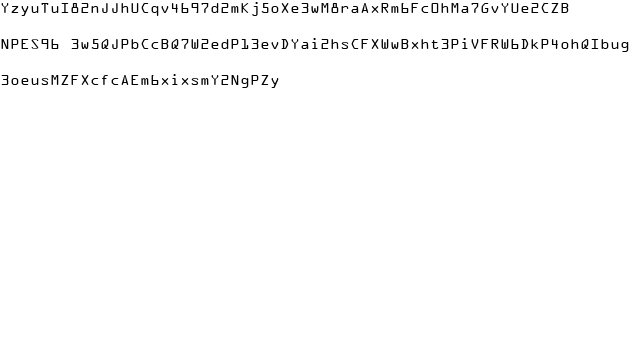 YzyuTuI82nJJhUCqv4697d2mKj5oXe3wM8raAxRm6FcOhMa7GvYUe2CZB
NPES96 3w5QJPbCcBQ7W2edP13evDYai2hsCFXWwBxht3PiVFRW6DkP4ohQIbug
3oeusMZFXcfcAEm6xixsmY2NgPZy